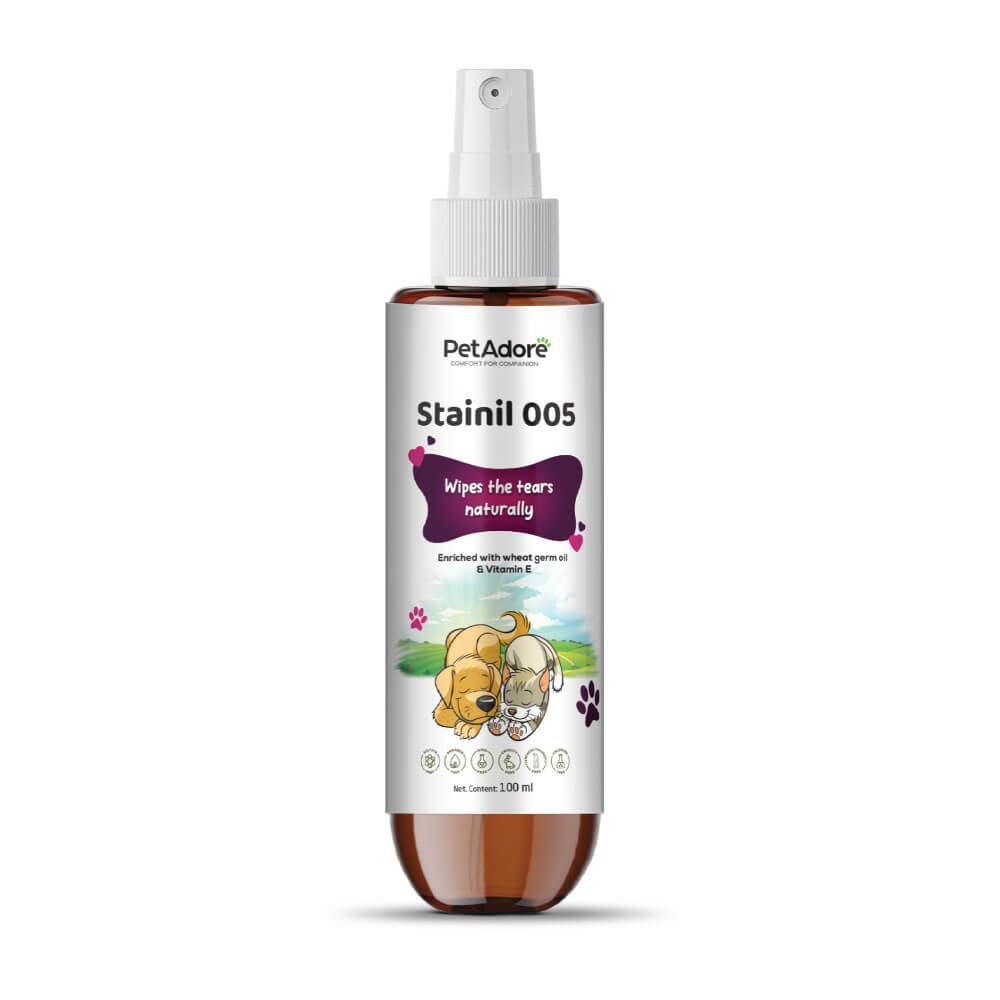 PetAdore
COMFORT FOR COMPANION
Stainil 005
Wipes the tears
naturally
Enriched with wheat germ oil
& Vitamin E
Net. Content: 100 ml